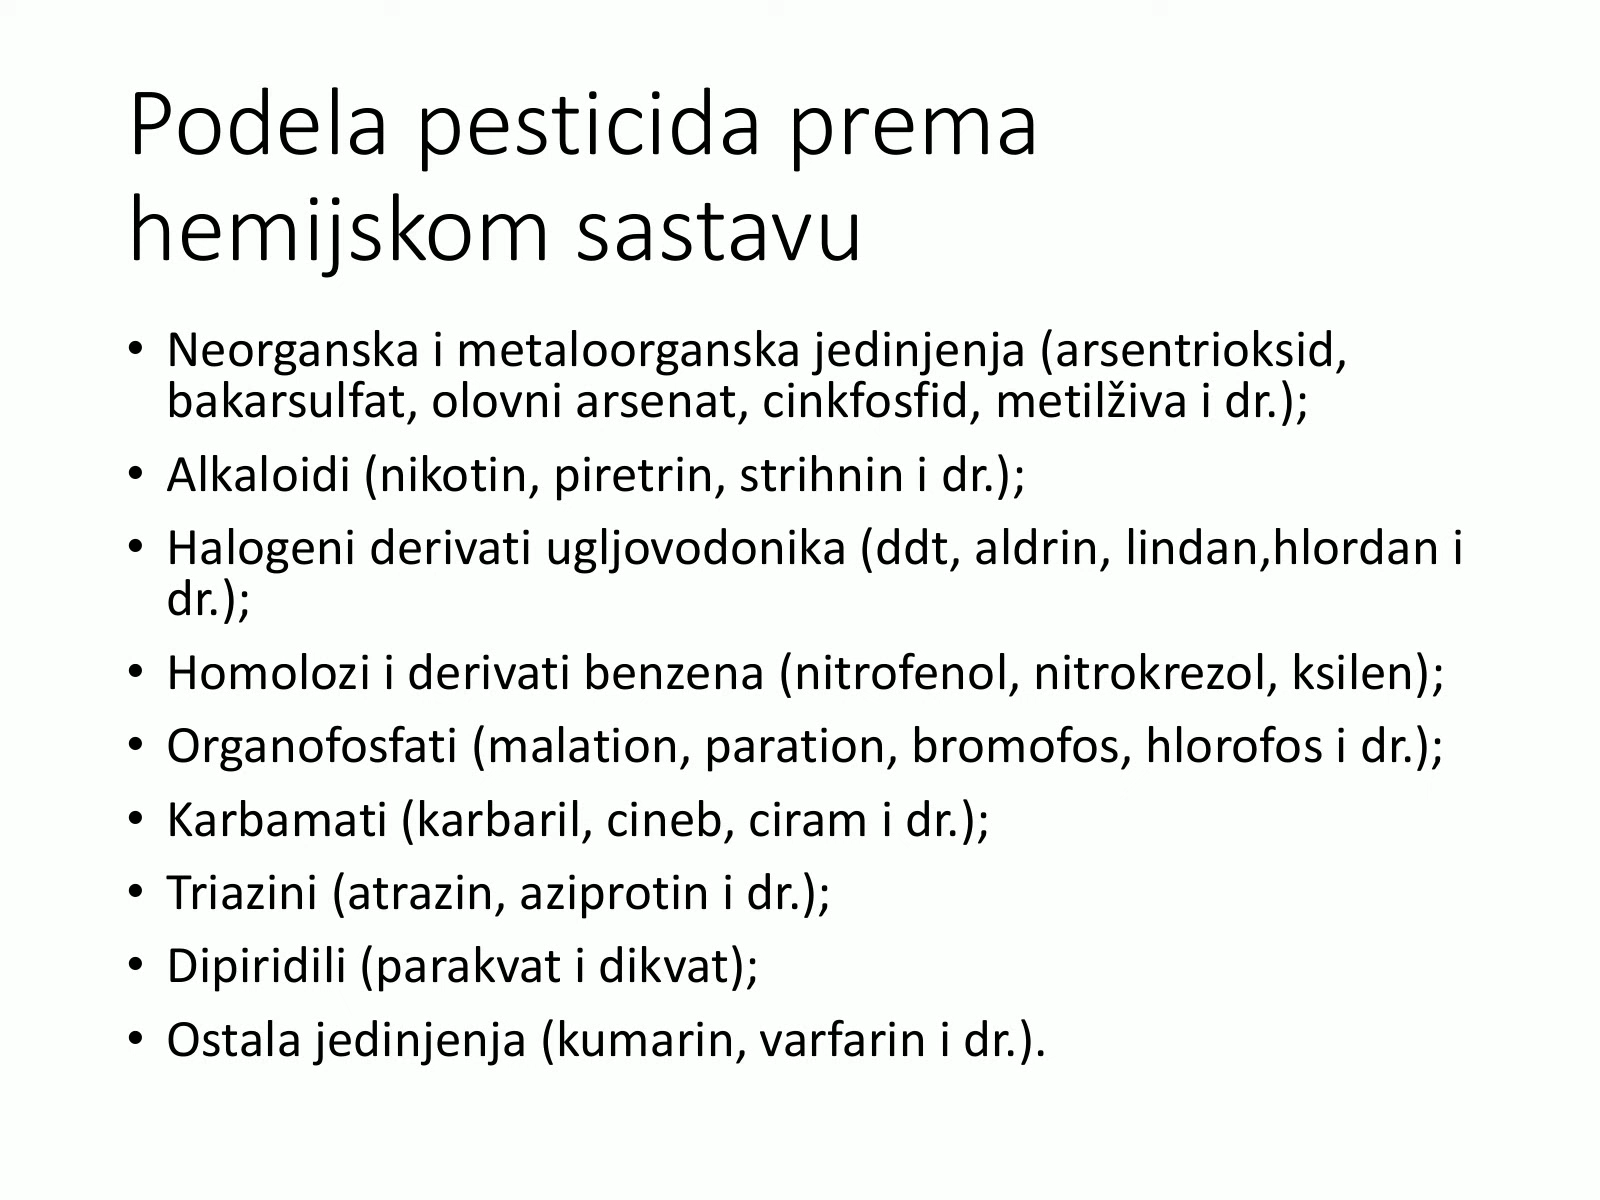 Podela pesticida prema
hemijskom sastavu
• Neorganska i metaloorganska jedinjenja (arsentrioksid,
bakarsulfat, olovni arsenat, cinkfosfid, metilživa i dr.);
• Alkaloidi (nikotin, piretrin, strihnin i dr.);
• Halogeni derivati ugljovodonika (ddt, aldrin, lindan,hlordan i
dr.);
• Homolozi i derivati benzena (nitrofenol, nitrokrezol, ksilen);
• Organofosfati (malation, paration, bromofos, hlorofos i dr.);
• Karbamati (karbaril, cineb, ciram i dr.);
• Triazini (atrazin, aziprotin i dr.);
• Dipiridili (parakvat i dikvat);
• Ostala jedinjenja (kumarin, varfarin i dr.).